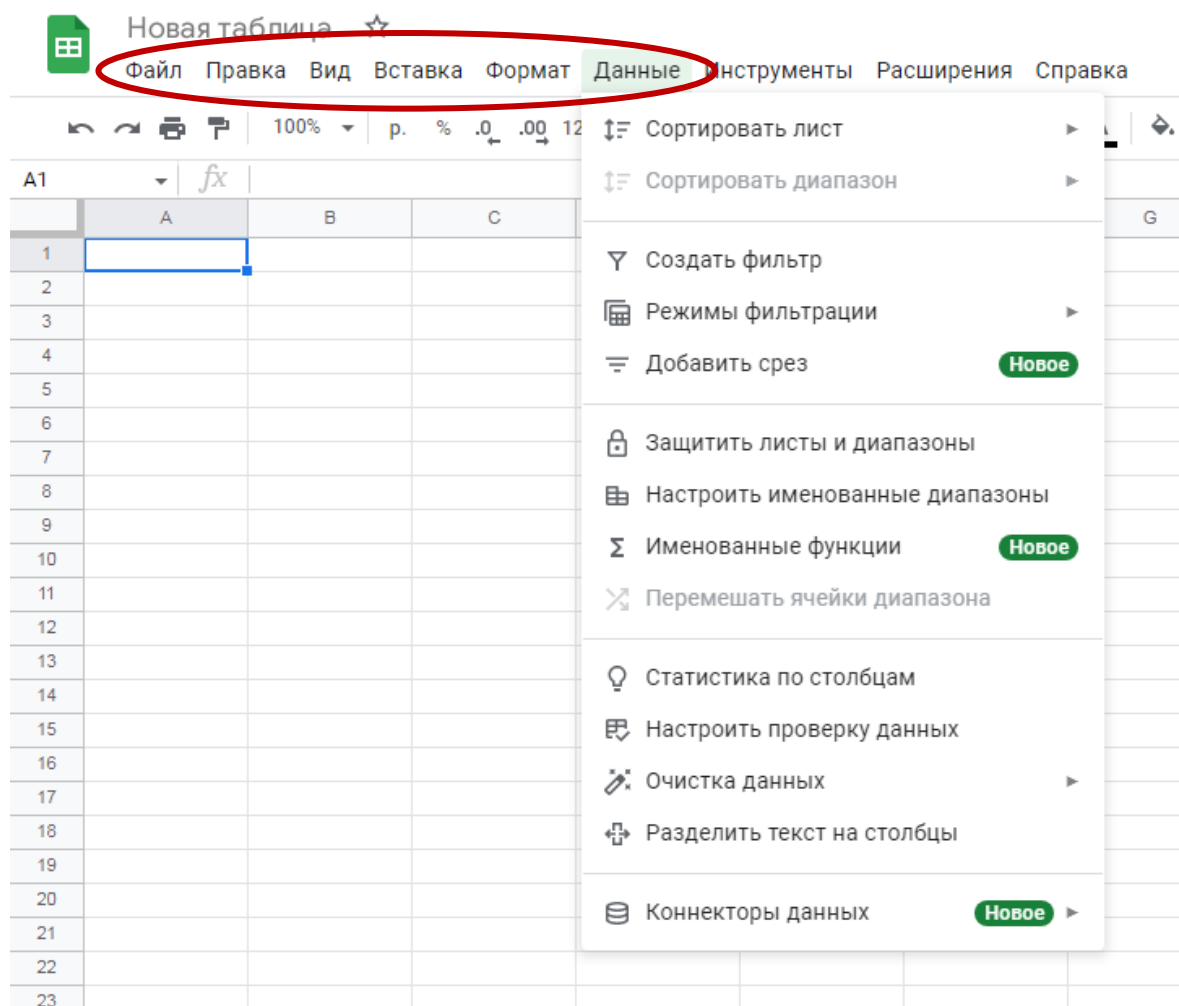 Новая таблица
Файл Правка Вид Вставка Формат Данные Инструменты Расширения Справка
100% р. % .0 .00 12
A1 fx
A B C G
1
2
3
4
5
6
7
8
9
10
11
12
13
14
15
16
17
18
19
20
21
22
23
Сортировать лист
Сортировать диапазон
Создать фильтр
Режимы фильтрации
Добавить срез Новое
Защитить листы и диапазоны
Настроить именованные диапазоны
Именованные функции Новое
Перемешать ячейки диапазона
Статистика по столбцам
Настроить проверку данных
Очистка данных
Разделить текст на столбцы
Коннекторы данных Новое